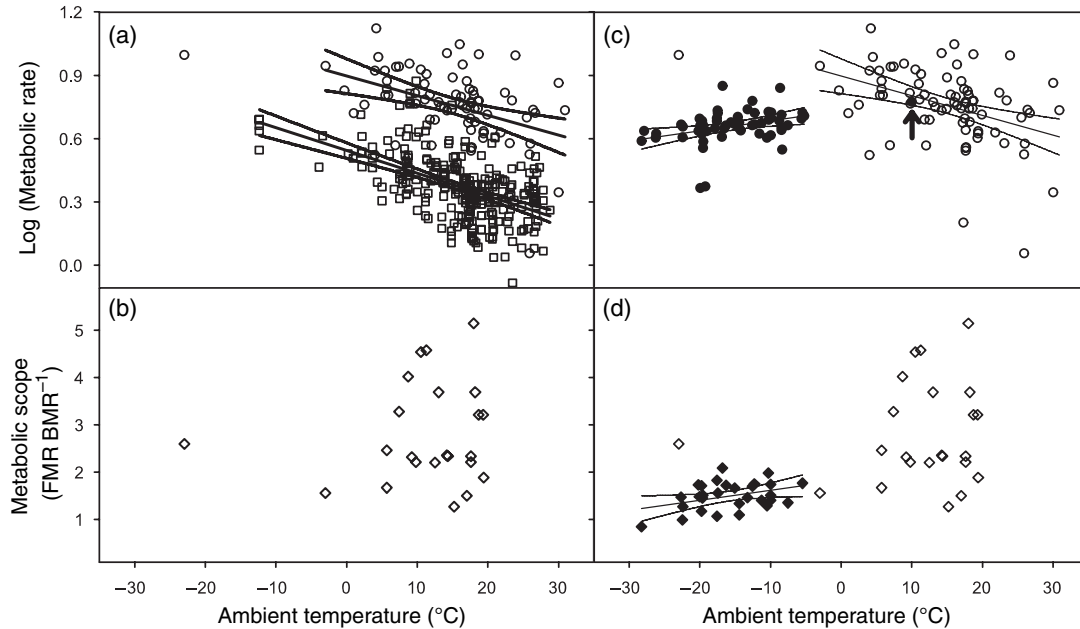 (a)
(c)
1.2
0.9
0.6
0.3
0.0
Log (Metabolic rate)
(b)
(d)
5
4
3
2
1
Metabolic scope
(FMR BMR⁻¹)
–30 –20 –10 0 10 20 30
–30 –20 –10 0 10 20 30
Ambient temperature (°C)
Ambient temperature (°C)